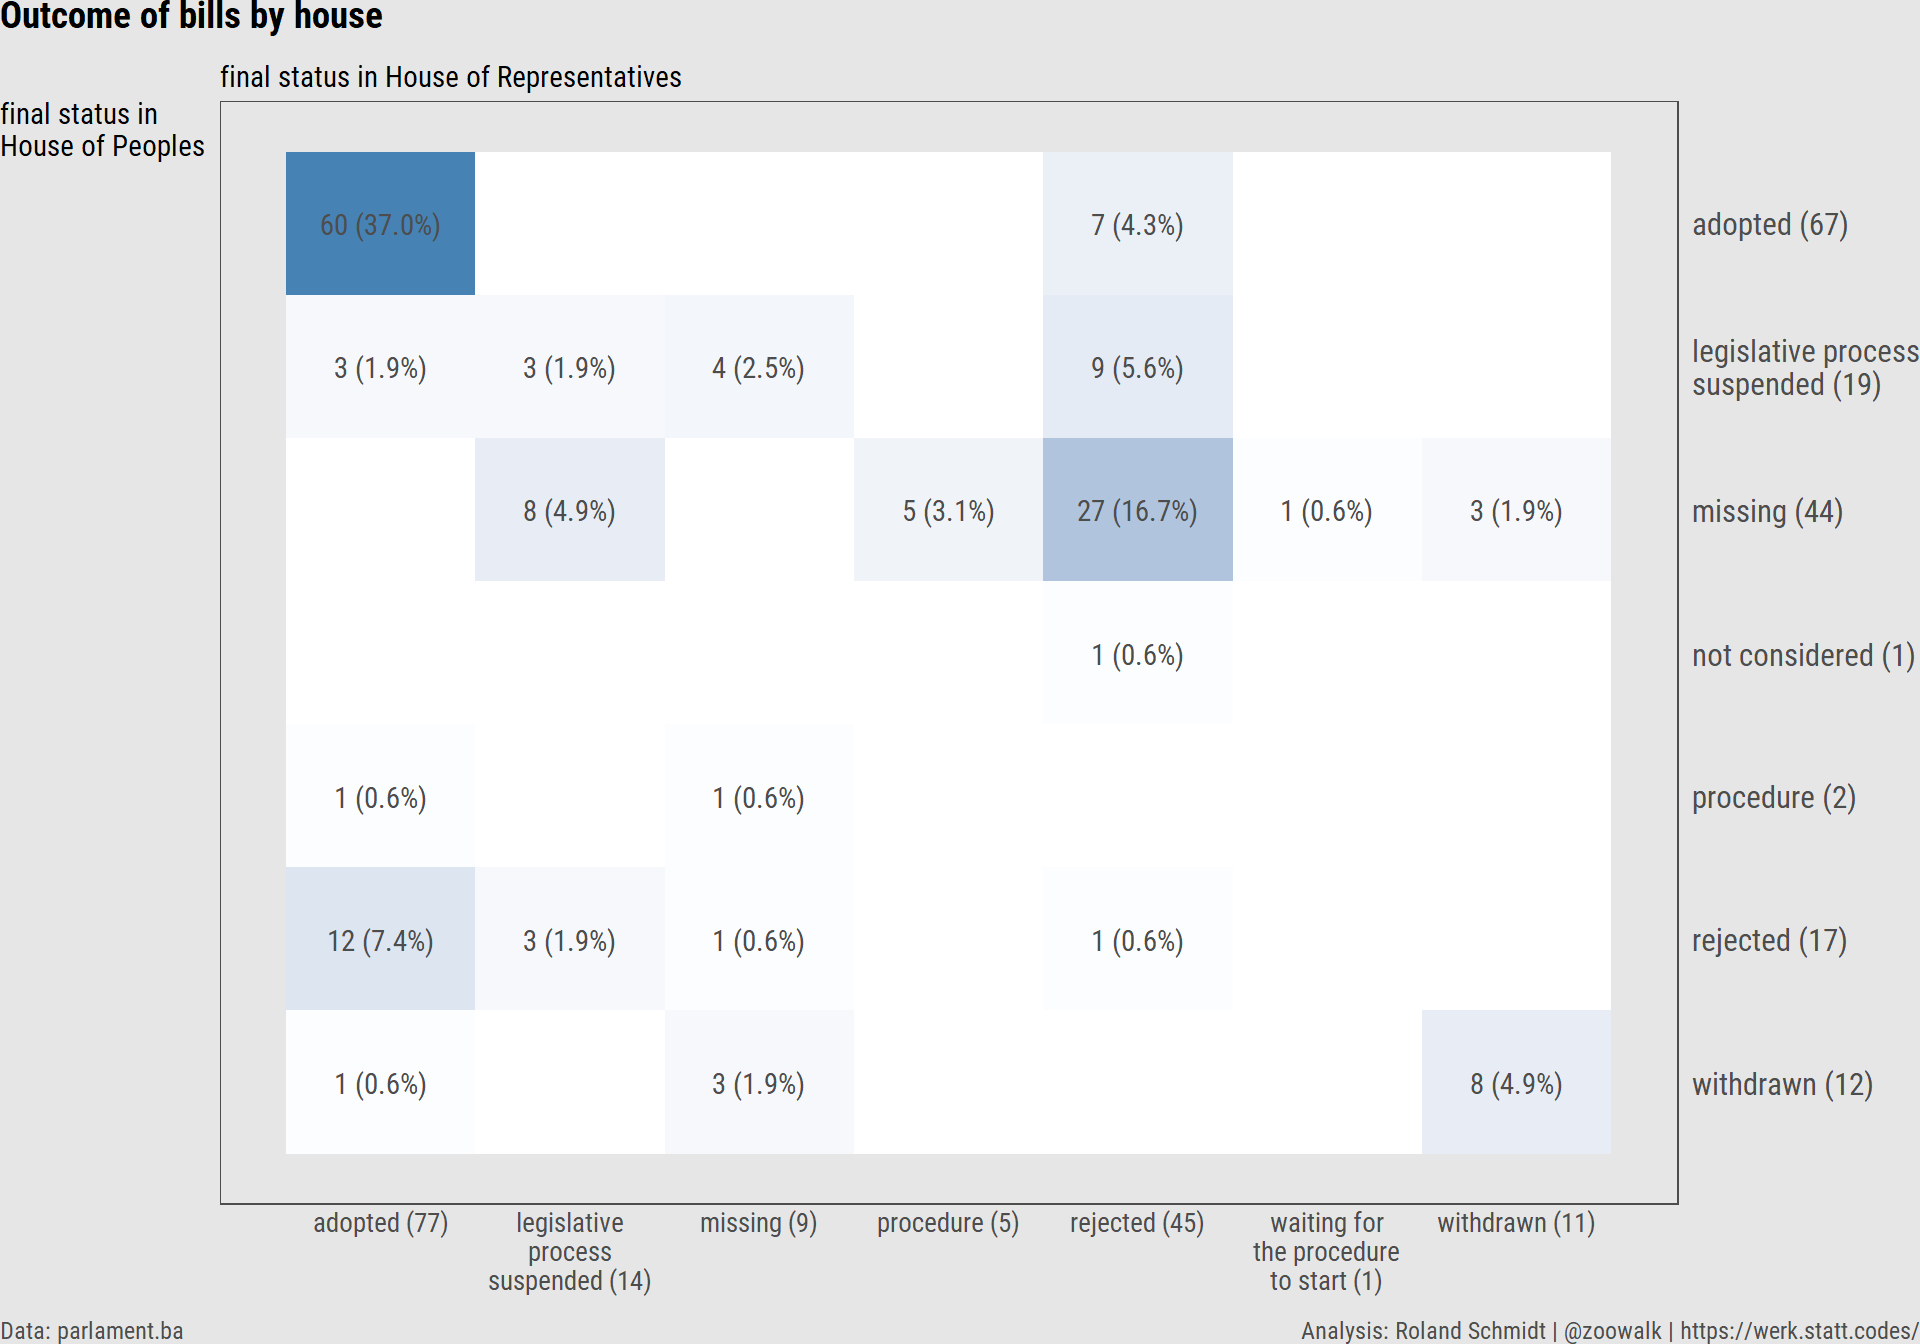 Outcome of bills by house
final status in House of Representatives
final status in
House of Peoples
60 (37.0%)
7 (4.3%)
adopted (67)
3 (1.9%)
3 (1.9%)
4 (2.5%)
9 (5.6%)
legislative process
suspended (19)
8 (4.9%)
5 (3.1%)
27 (16.7%)
1 (0.6%)
3 (1.9%)
missing (44)
1 (0.6%)
not considered (1)
1 (0.6%)
1 (0.6%)
procedure (2)
12 (7.4%)
3 (1.9%)
1 (0.6%)
1 (0.6%)
rejected (17)
1 (0.6%)
3 (1.9%)
8 (4.9%)
withdrawn (12)
adopted (77)
legislative
process
suspended (14)
missing (9)
procedure (5)
rejected (45)
waiting for
the procedure
to start (1)
withdrawn (11)
Data: parlament.ba
Analysis: Roland Schmidt | @zoowalk | https://werk.statt.codes/